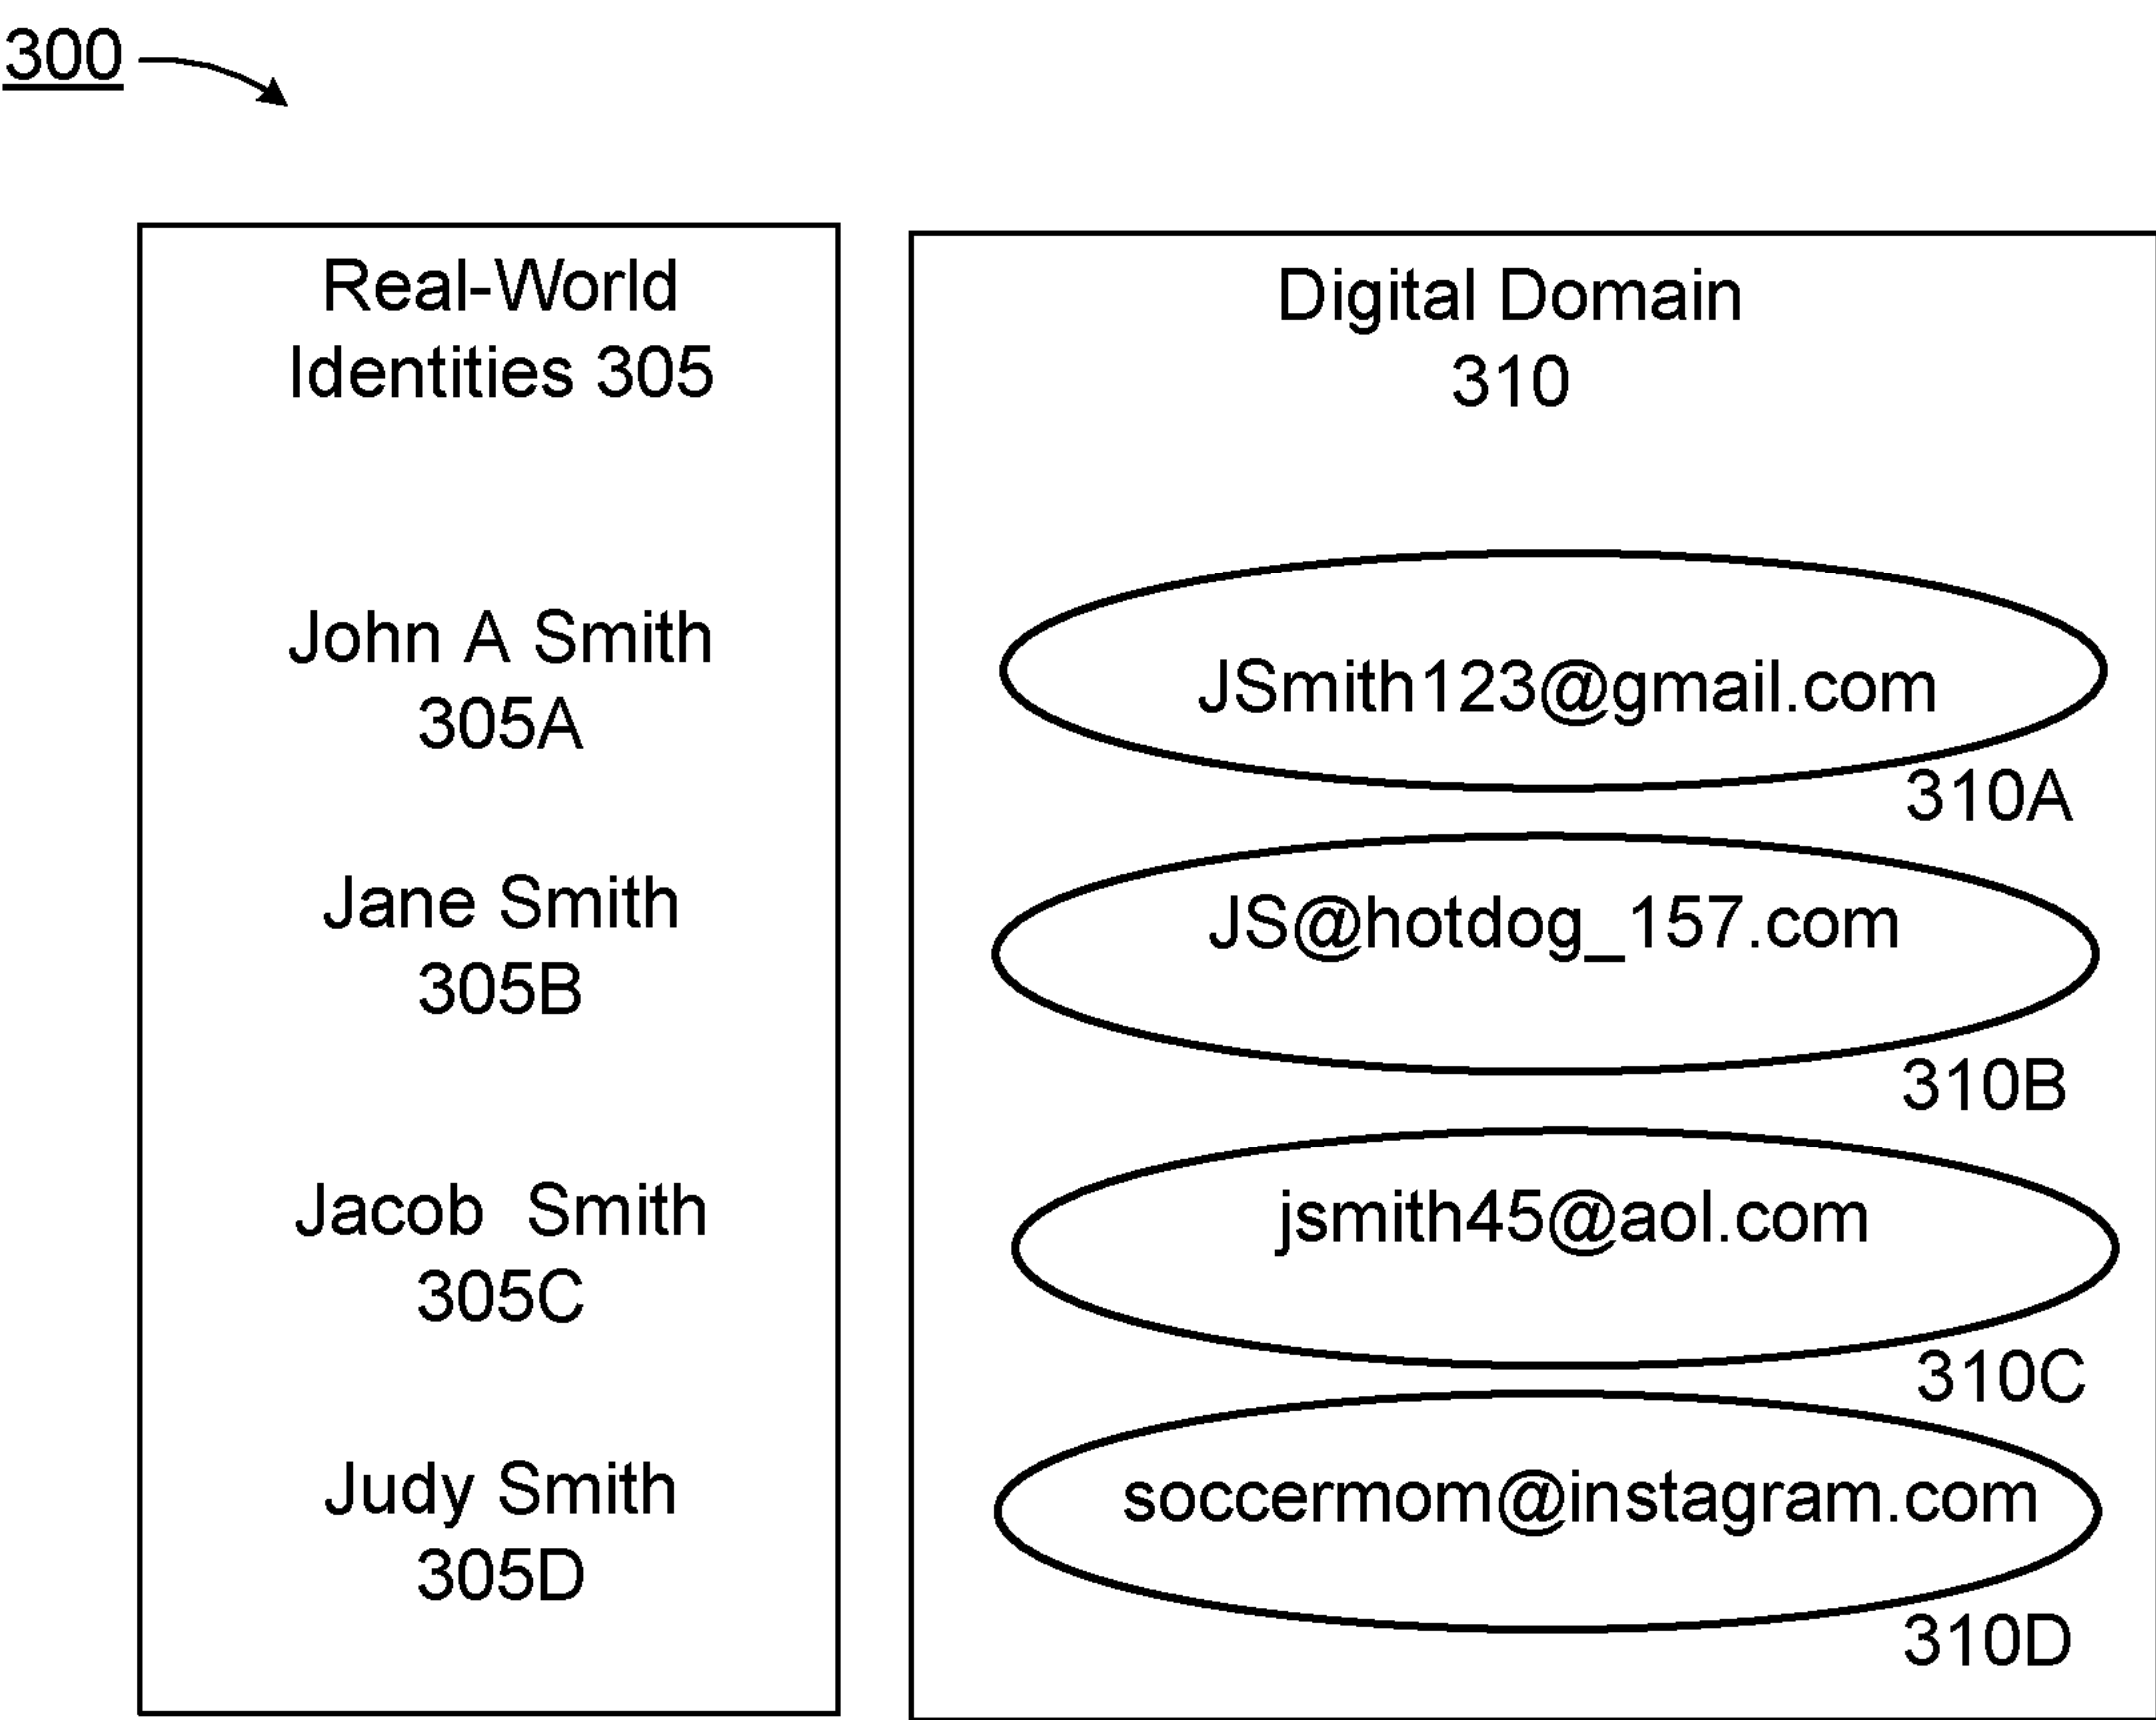 300
Real-World
Identities 305
John A Smith
305A
Jane Smith
305B
Jacob Smith
305C
Judy Smith
305D
Digital Domain
310
JSmith123@gmail.com
310A
JS@hotdog_157.com
310B
jsmith45@aol.com
310C
soccermom@instagram.com
310D